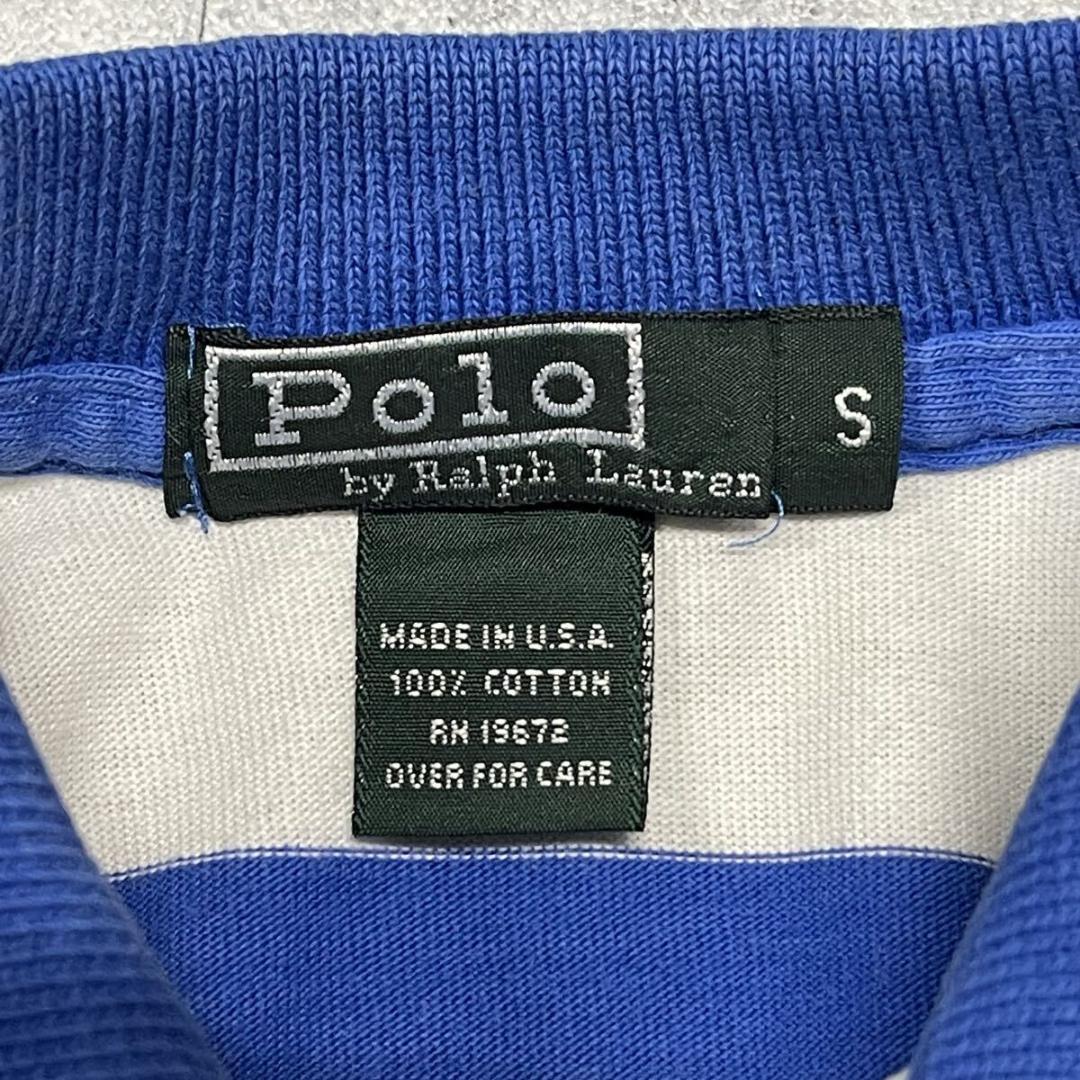 Polo
by Ralph Lauren
S
MADE IN U.S.A.
100% COTTON
RN 19672
OVER FOR CARE